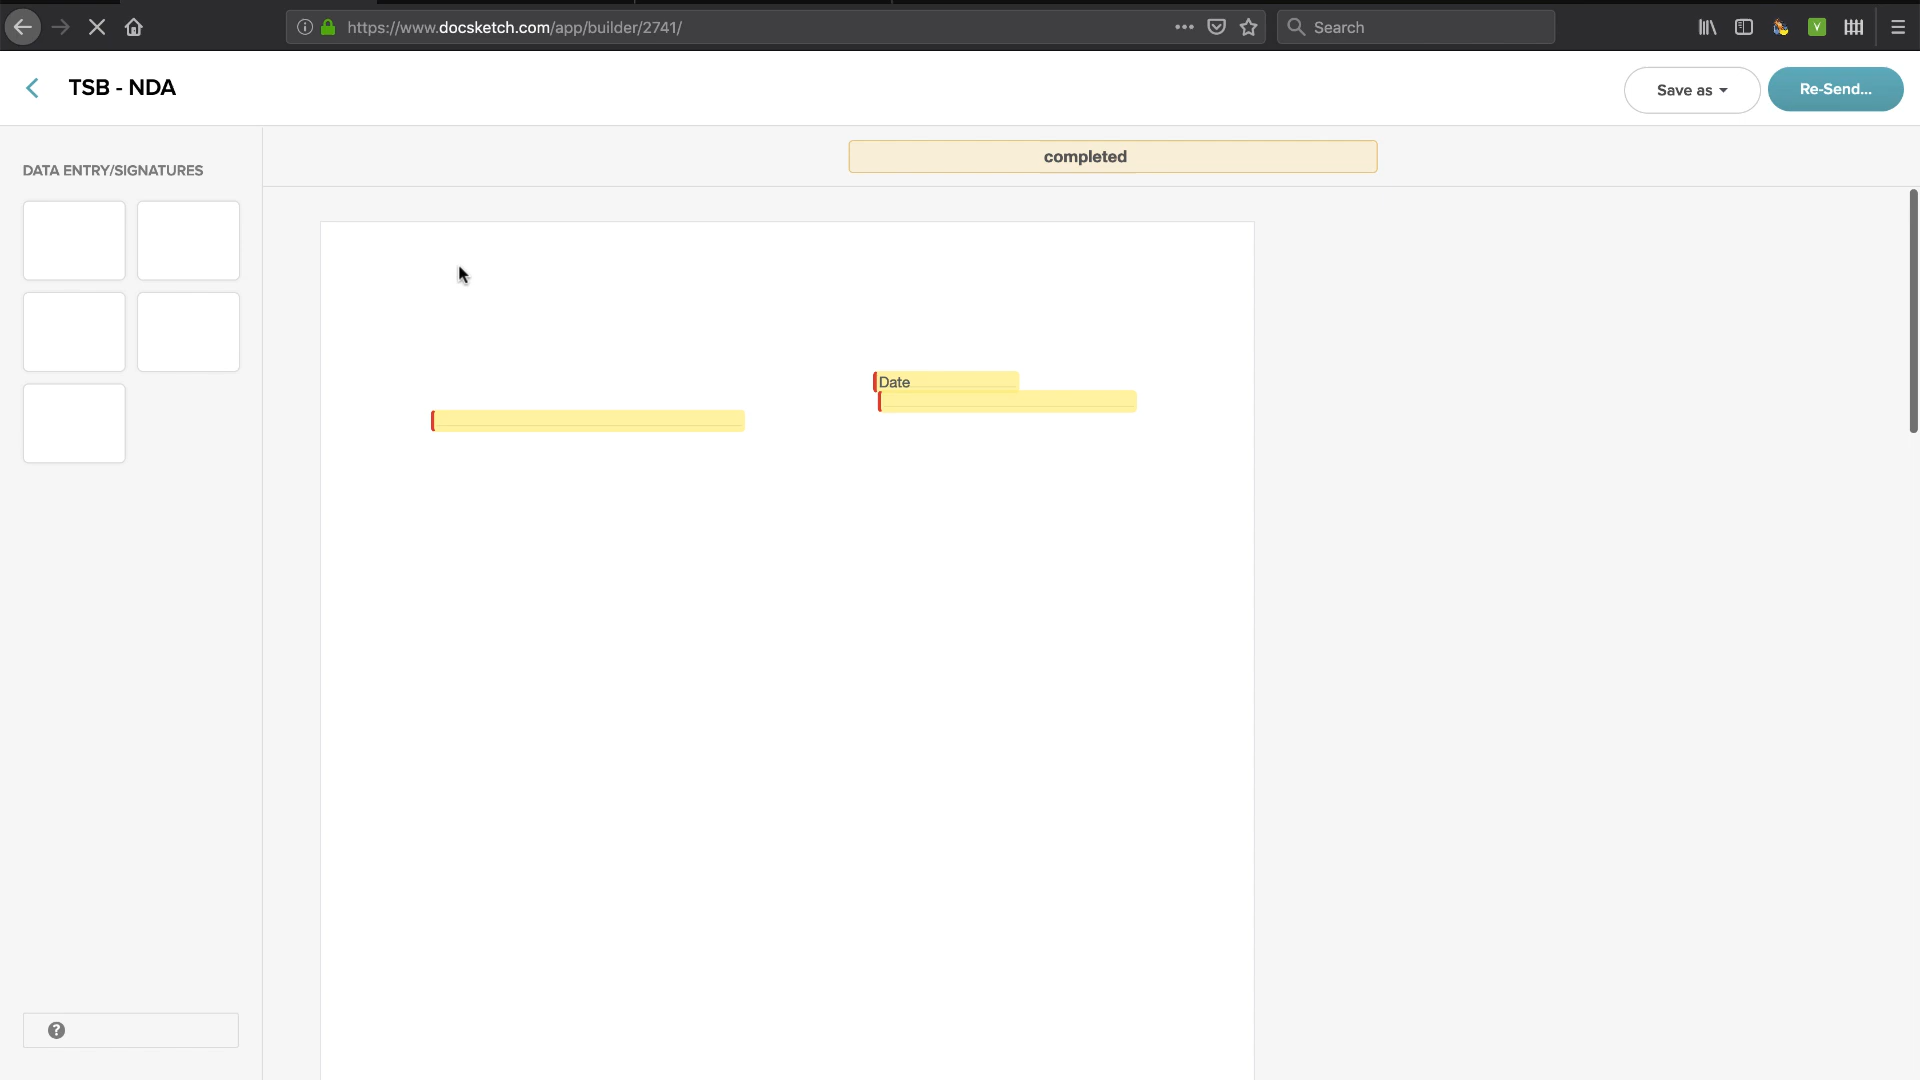 https://www.docsketch.com/app/builder/2741/
Search
TSB - NDA
Save as
Re-Send...
DATA ENTRY/SIGNATURES
completed
Date